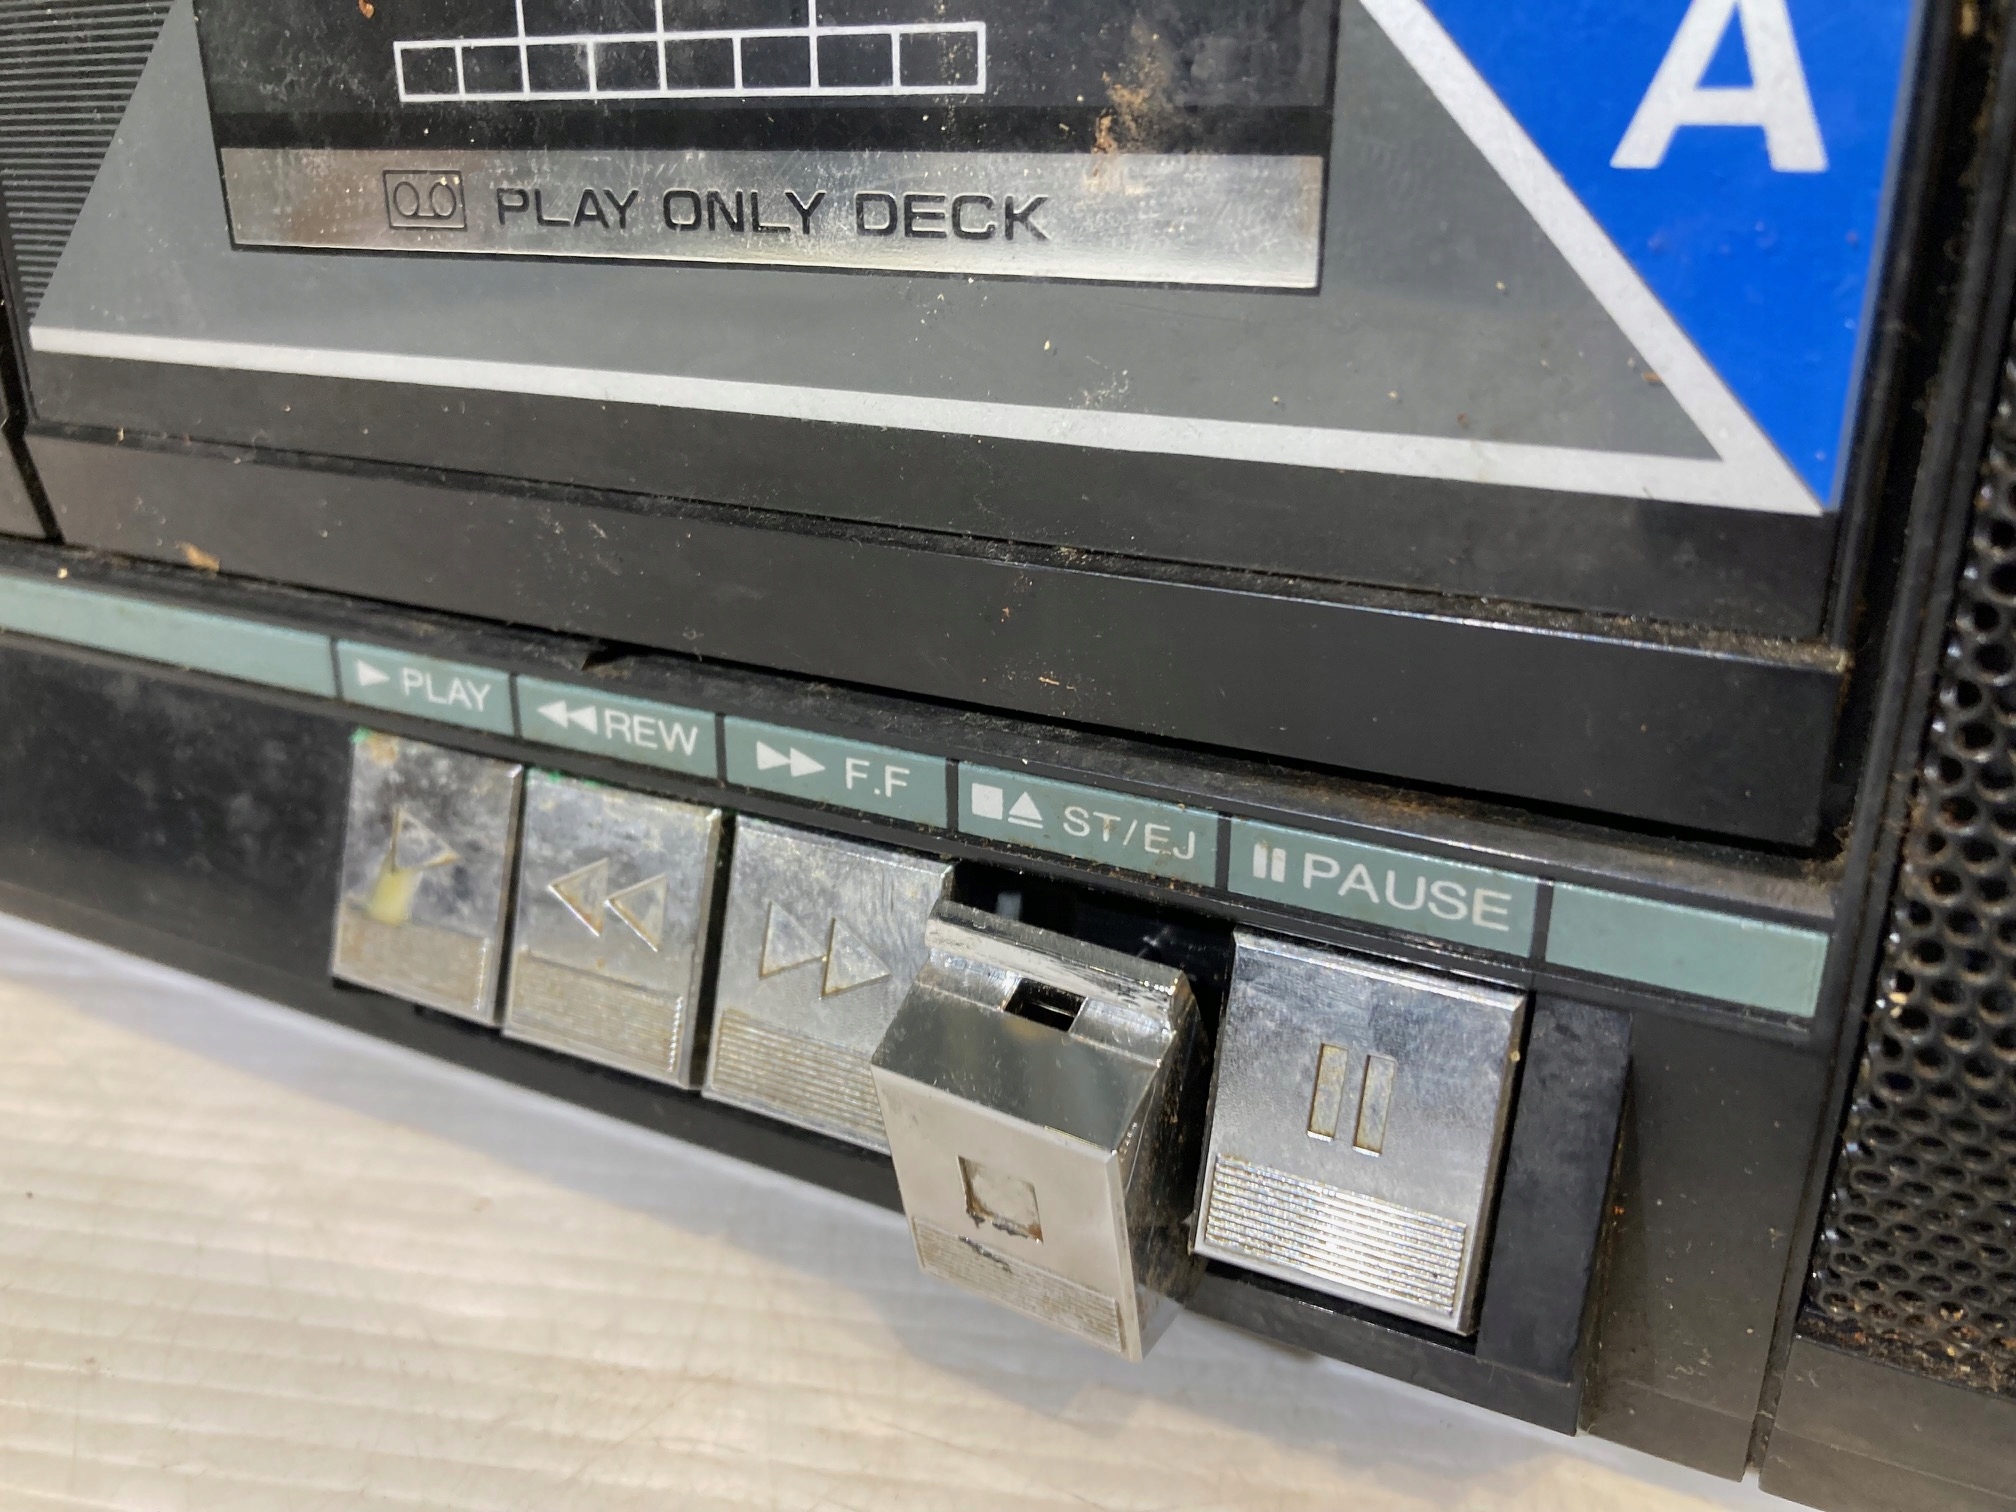 A
PLAY ONLY DECK
PLAY REW F.F ST/EJ PAUSE